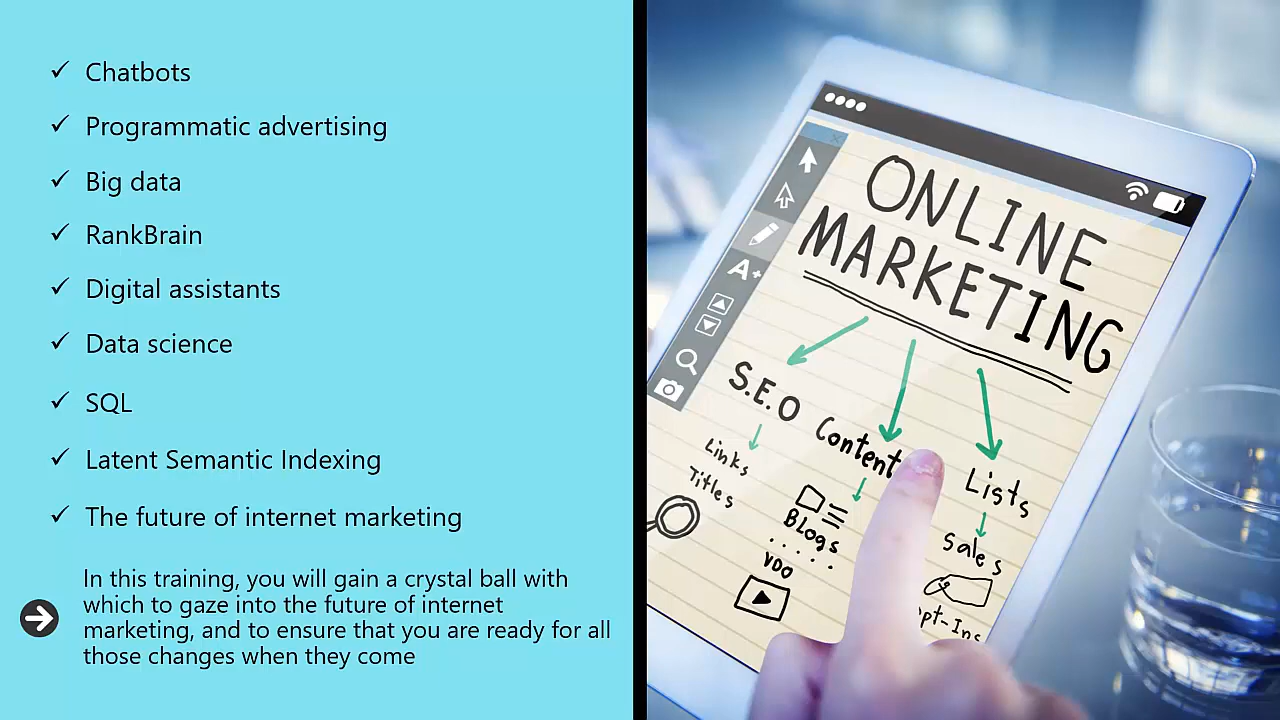 Chatbots
Programmatic advertising
Big data
RankBrain
Digital assistants
Data science
SQL
Latent Semantic Indexing
The future of internet marketing
In this training, you will gain a crystal ball with
which to gaze into the future of internet
marketing, and to ensure that you are ready for all
those changes when they come
ONLINE
MARKETING
S.E.O
Links
Titles
Content
Blogs
VDO
Lists
Sales
pt-Ins
A+